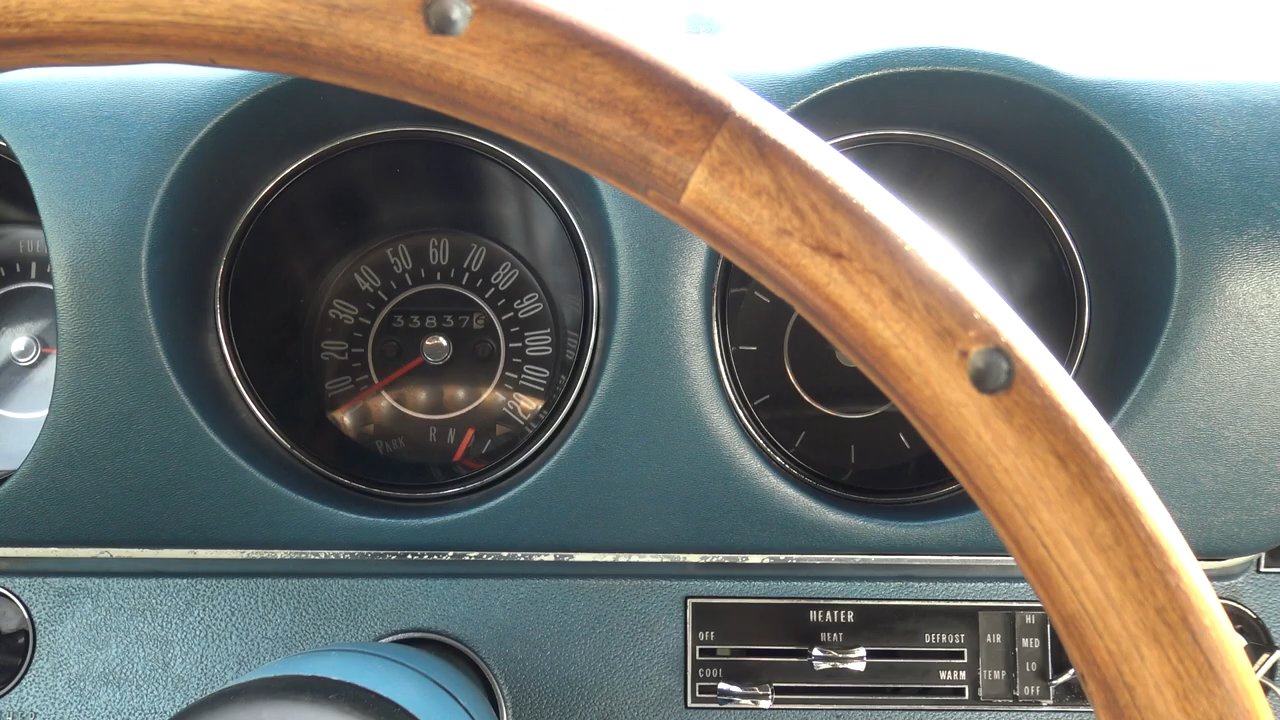 FUEL
10 20 30 40 50 60 70 80 90 100 110 120
33837
PARK R N
HEATER
OFF HEAT DEFROST
COOL WARM
AIR
TEMP
HI
MED
LO
OFF